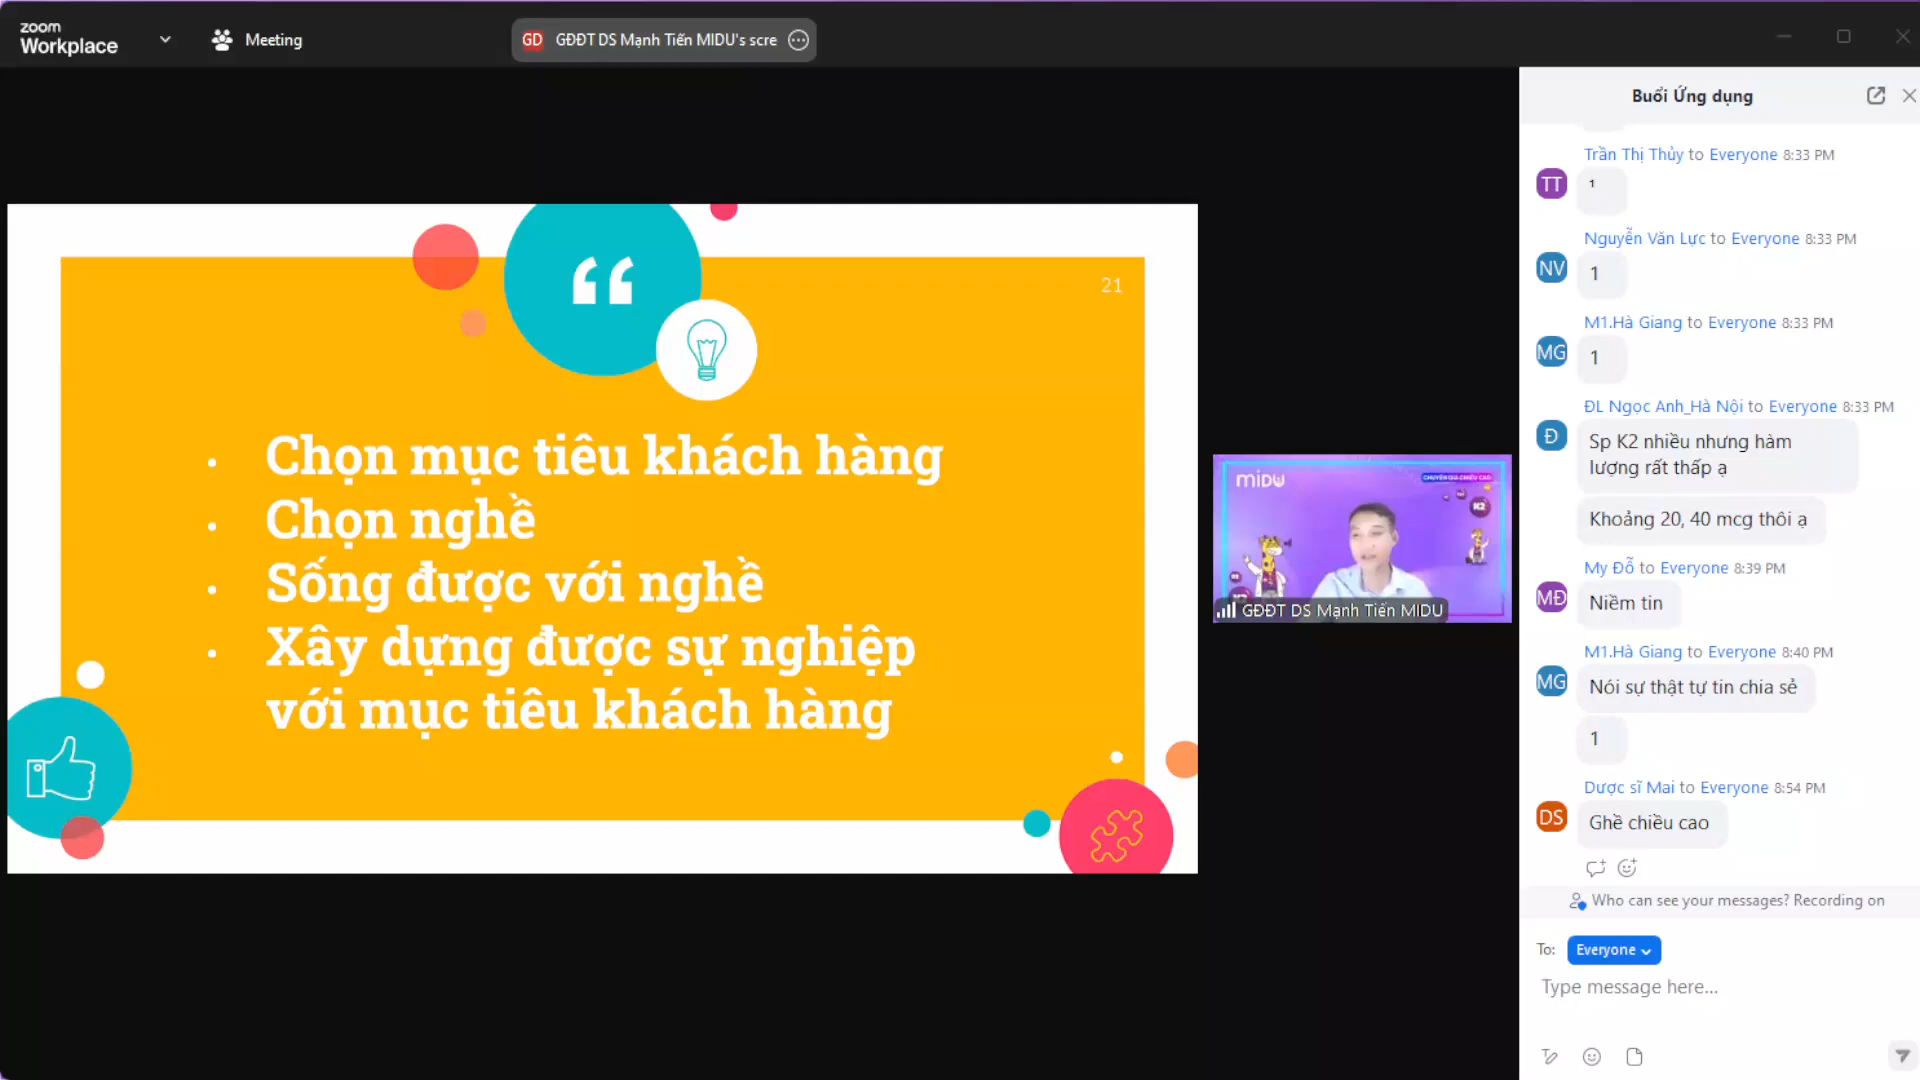 zoom
Workplace
Meeting
GD GĐĐT DS Mạnh Tiến MIDU's scre
21
Chọn mục tiêu khách hàng
Chọn nghề
Sống được với nghề
Xây dựng được sự nghiệp
với mục tiêu khách hàng
MIDU
CHUYÊN GIA CHIỀU CAO
K2
GĐĐT DS Mạnh Tiến MIDU
Buổi Ứng dụng
Trần Thị Thủy to Everyone 8:33 PM
TT
1
Nguyễn Văn Lực to Everyone 8:33 PM
NV
1
M1.Hà Giang to Everyone 8:33 PM
MG
1
ĐL Ngọc Anh_Hà Nội to Everyone 8:33 PM
Đ
Sp K2 nhiều nhưng hàm
lượng rất thấp ạ
Khoảng 20, 40 mcg thôi ạ
My Đỗ to Everyone 8:39 PM
MĐ
Niềm tin
M1.Hà Giang to Everyone 8:40 PM
MG
Nói sự thật tự tin chia sẻ
1
Dược sĩ Mai to Everyone 8:54 PM
DS
Ghề chiều cao
Who can see your messages? Recording on
To: Everyone
Type message here...